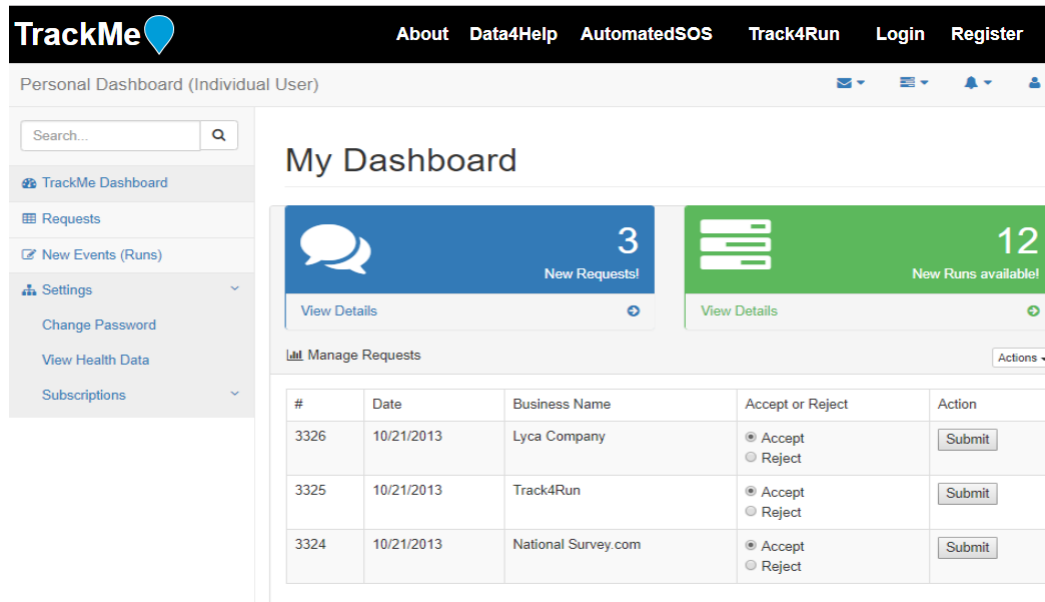 TrackMe About Data4Help AutomatedSOS Track4Run Login Register
Personal Dashboard (Individual User)
Search...
TrackMe Dashboard
Requests
New Events (Runs)
Settings
Change Password
View Health Data
Subscriptions
My Dashboard
3
New Requests!
View Details
12
New Runs available!
View Details
Manage Requests
Actions
# Date Business Name Accept or Reject Action
3326 10/21/2013 Lyca Company Accept Submit
Reject
3325 10/21/2013 Track4Run Accept Submit
Reject
3324 10/21/2013 National Survey.com Accept Submit
Reject